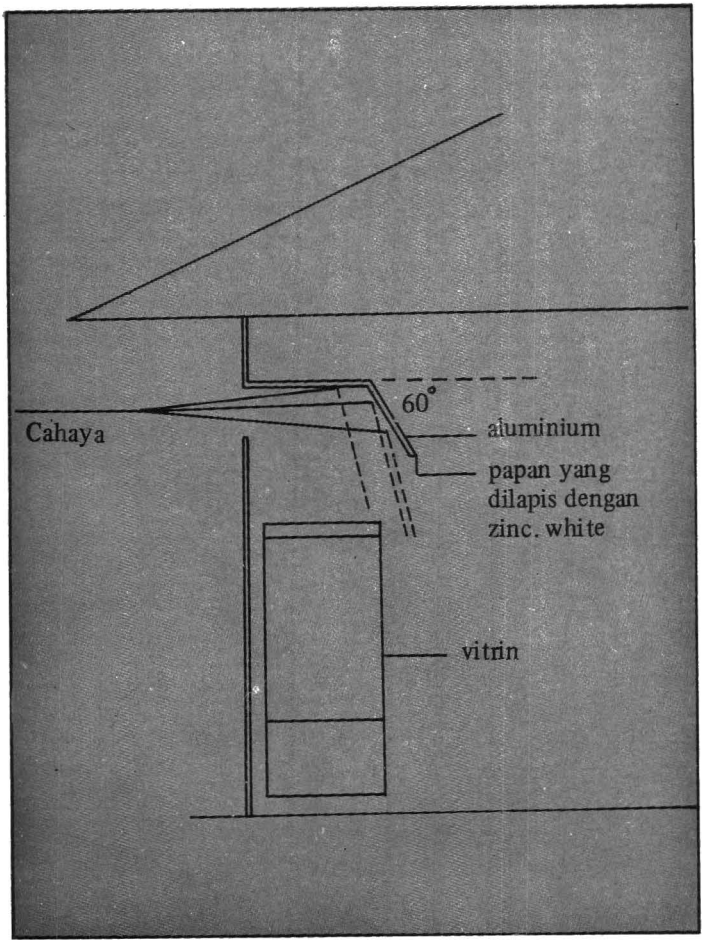 60°
Cahaya
aluminium
papan yang
dilapis dengan
zinc. white
vitrin